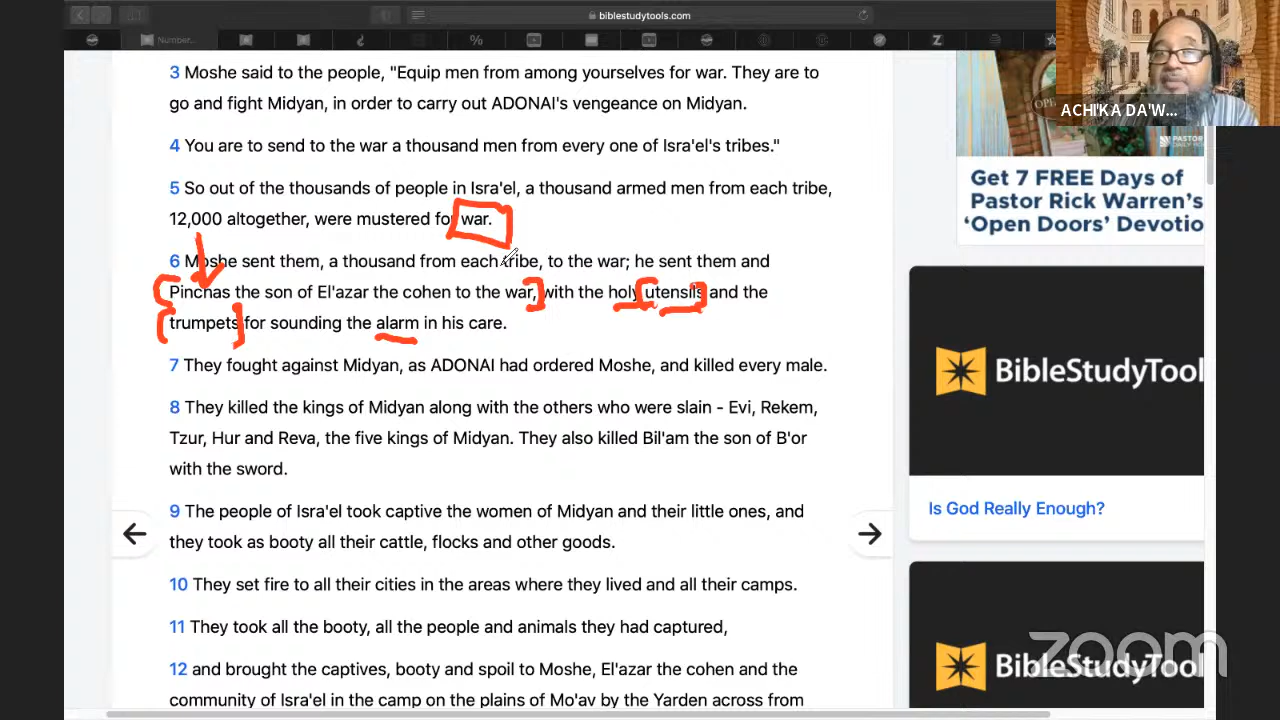 biblestudytools.com
Number...
ACHI'KA DA'W...
3 Moshe said to the people, "Equip men from among yourselves for war. They are to
go and fight Midyan, in order to carry out ADONAI's vengeance on Midyan.
4 You are to send to the war a thousand men from every one of Isra'el's tribes."
5 So out of the thousands of people in Isra'el, a thousand armed men from each tribe,
12,000 altogether, were mustered for war.
6 Moshe sent them, a thousand from each tribe, to the war; he sent them and
Pinchas the son of El'azar the cohen to the war, with the holy utensils and the
trumpets for sounding the alarm in his care.
7 They fought against Midyan, as ADONAI had ordered Moshe, and killed every male.
8 They killed the kings of Midyan along with the others who were slain - Evi, Rekem,
Tzur, Hur and Reva, the five kings of Midyan. They also killed Bil'am the son of B'or
with the sword.
9 The people of Isra'el took captive the women of Midyan and their little ones, and
they took as booty all their cattle, flocks and other goods.
10 They set fire to all their cities in the areas where they lived and all their camps.
11 They took all the booty, all the people and animals they had captured,
12 and brought the captives, booty and spoil to Moshe, El'azar the cohen and the
community of Isra'el in the camp on the plains of Mo'av by the Yarden across from
PASTOR
Get 7 FREE Days of
Pastor Rick Warren's
'Open Doors' Devotio
BibleStudyTool
Is God Really Enough?
BibleStudyTool
zoom